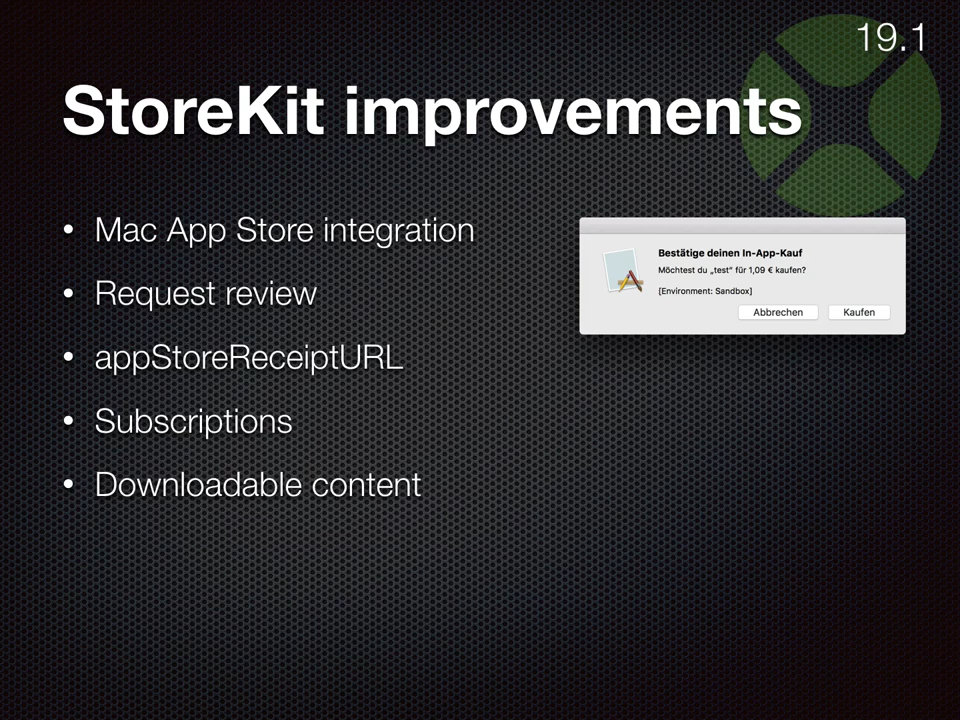 19.1
StoreKit improvements
• Mac App Store integration
• Request review
• appStoreReceiptURL
• Subscriptions
• Downloadable content
Bestätige deinen In-App-Kauf
Möchtest du „test“ für 1,09 € kaufen?
[Environment: Sandbox]
Abbrechen Kaufen